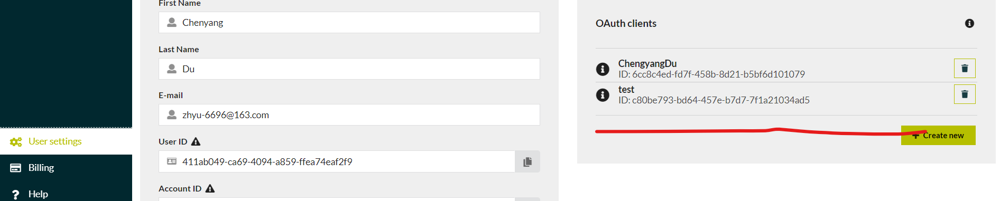 First Name
Chenyang
Last Name
Du
E-mail
zhyu-6696@163.com
User ID
411ab049-ca69-4094-a859-ffea74eaf2f9
Account ID
User settings
Billing
Help
OAuth clients
ChengyangDu
ID: 6cc8c4ed-fd7f-458b-8d21-b5bf6d101079
test
ID: c80be793-bd64-457e-b7d7-7f1a21034ad5
+ Create new